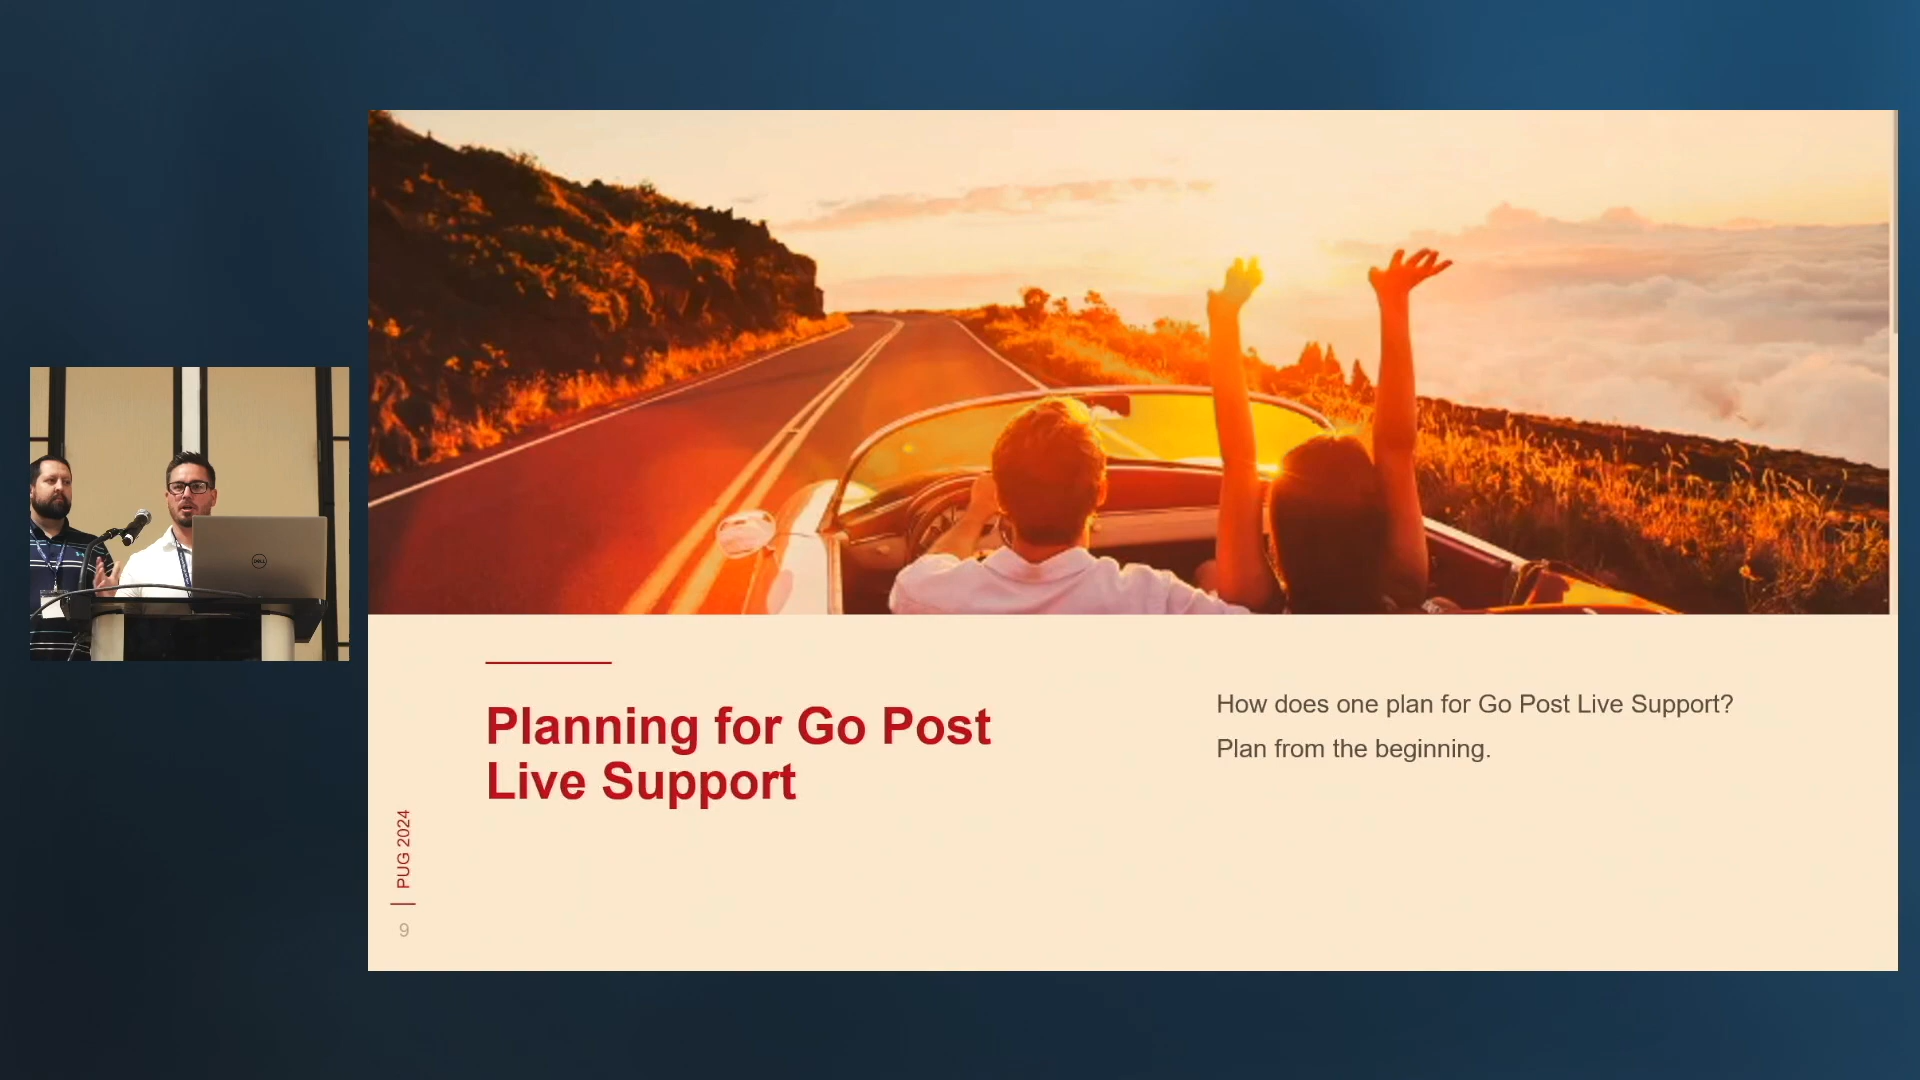 DELL
Planning for Go Post
Live Support
How does one plan for Go Post Live Support?
Plan from the beginning.
PUG 2024
9